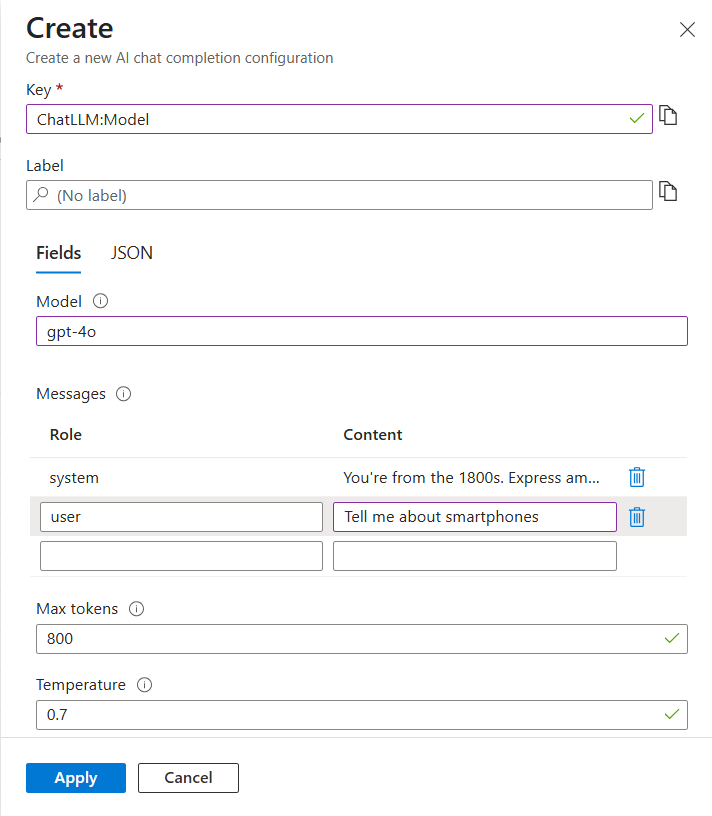 Create
Create a new AI chat completion configuration
Key *
ChatLLM:Model
Label
(No label)
Fields JSON
Model
gpt-4o
Messages
Role Content
system You're from the 1800s. Express am...
user Tell me about smartphones
Max tokens
800
Temperature
0.7
Apply Cancel